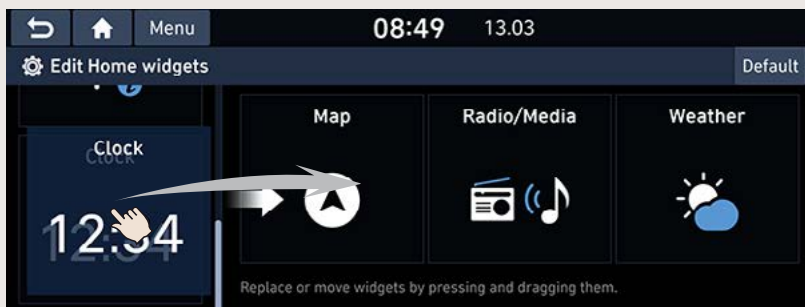 Menu 08:49 13.03
Edit Home widgets Default
Map Radio/Media Weather
Clock
12:34
Replace or move widgets by pressing and dragging them.